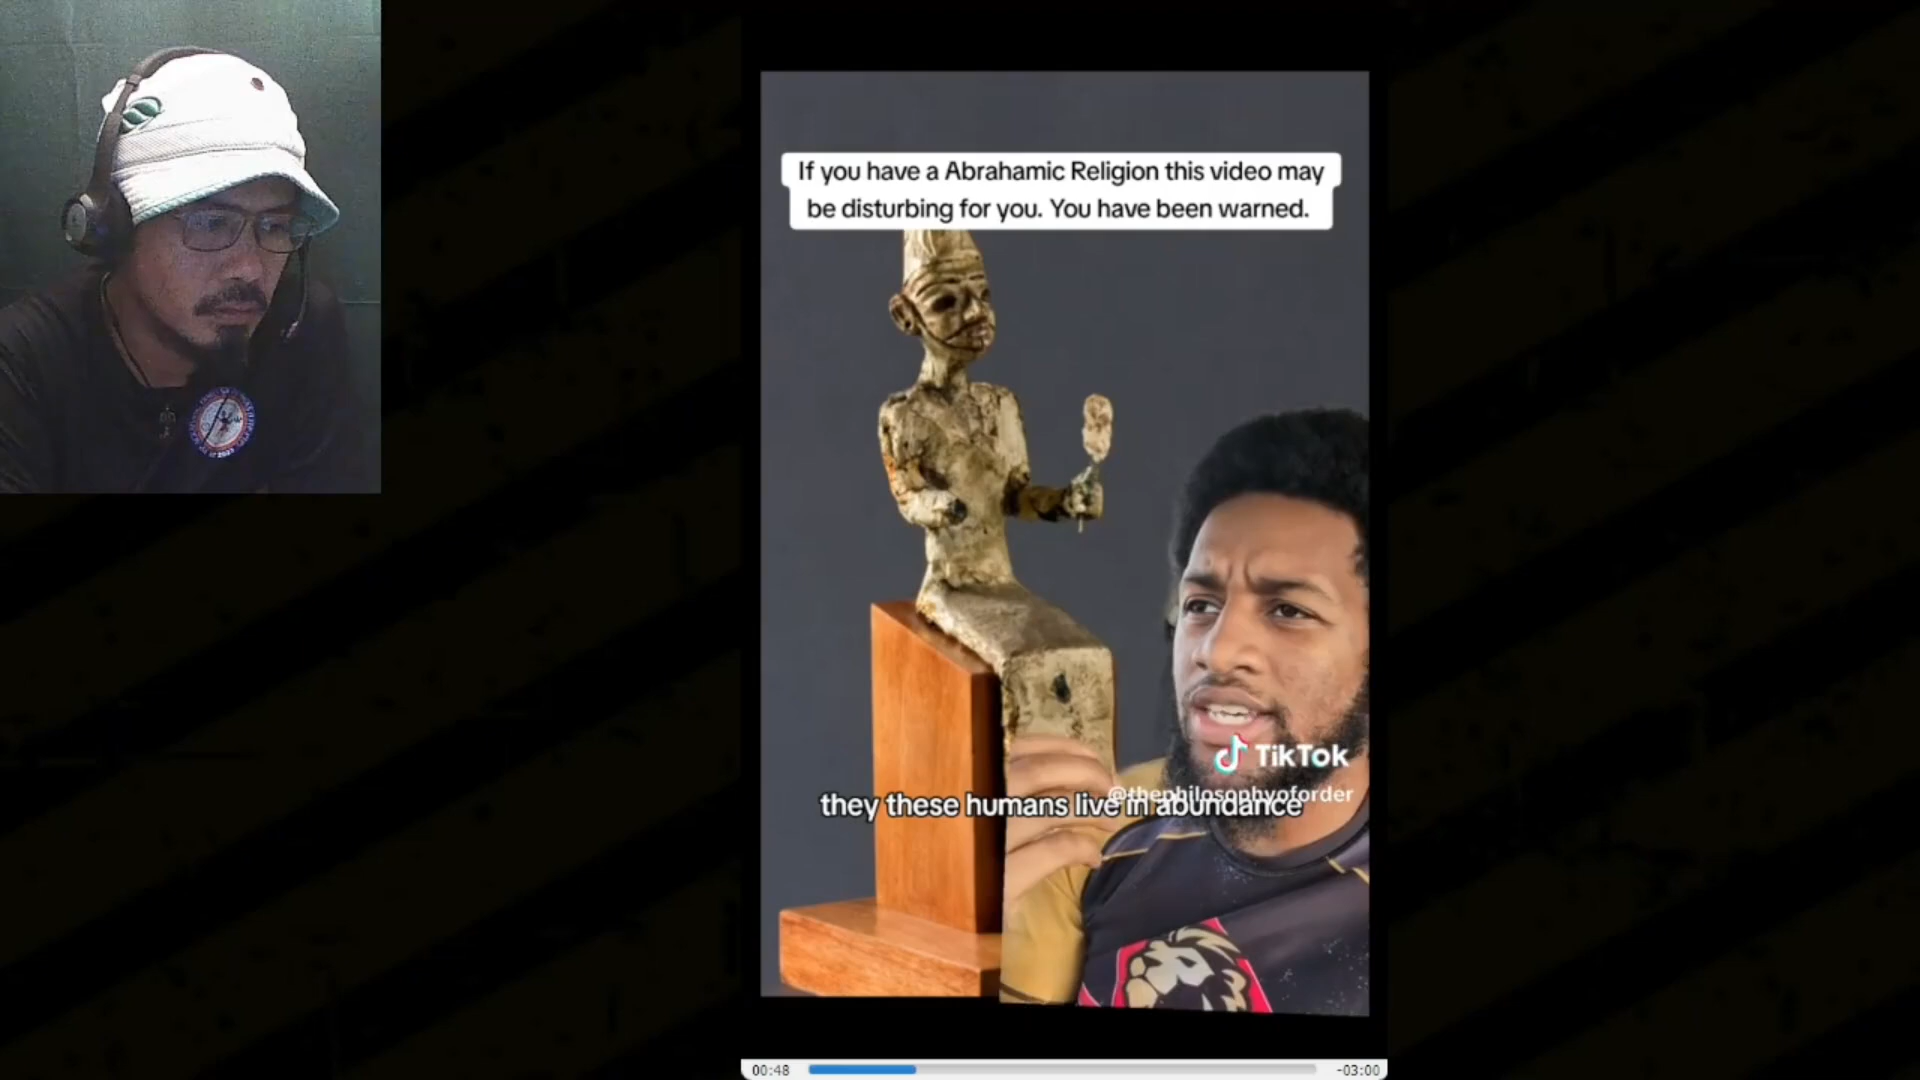 If you have a Abrahamic Religion this video may
be disturbing for you. You have been warned.
TikTok
@thephilosophyoforder
they these humans live in abundance
00:48
-03:00